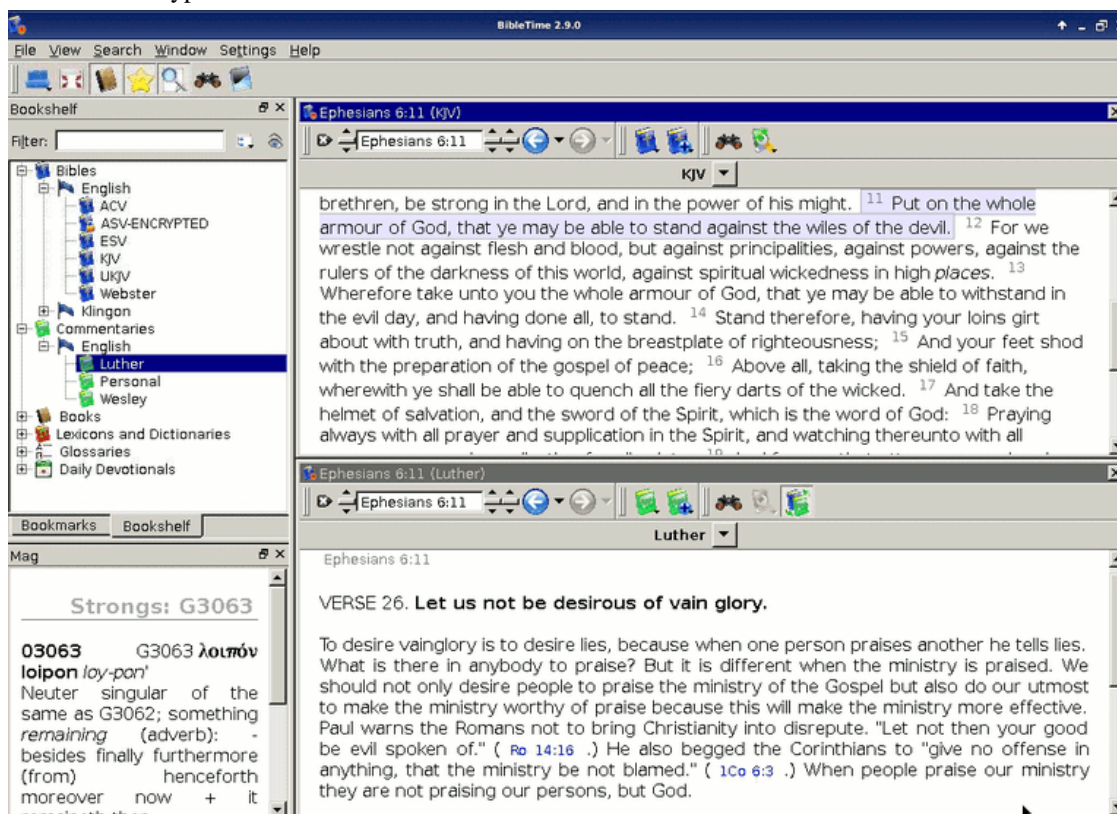 BibleTime 2.9.0
File View Search Window Settings Help
Bookshelf
Filter:
Bibles
English
ACV
ASV-ENCRYPTED
ESV
KJV
UKJV
Webster
Klingon
Commentaries
English
Luther
Personal
Wesley
Books
Lexicons and Dictionaries
Glossaries
Daily Devotionals
Bookmarks Bookshelf
Mag
Strongs: G3063
03063 G3063 λοιπόν
loipon loy-pon'
Neuter singular of the
same as G3062; something
remaining (adverb): -
besides finally furthermore
(from) henceforth
moreover now + it
Ephesians 6:11 (KJV)
Ephesians 6:11
KJV
brethren, be strong in the Lord, and in the power of his might. 11 Put on the whole
armour of God, that ye may be able to stand against the wiles of the devil. 12 For we
wrestle not against flesh and blood, but against principalities, against powers, against the
rulers of the darkness of this world, against spiritual wickedness in high places. 13
Wherefore take unto you the whole armour of God, that ye may be able to withstand in
the evil day, and having done all, to stand. 14 Stand therefore, having your loins girt
about with truth, and having on the breastplate of righteousness; 15 And your feet shod
with the preparation of the gospel of peace; 16 Above all, taking the shield of faith,
wherewith ye shall be able to quench all the fiery darts of the wicked. 17 And take the
helmet of salvation, and the sword of the Spirit, which is the word of God: 18 Praying
always with all prayer and supplication in the Spirit, and watching thereunto with all
Ephesians 6:11 (Luther)
Ephesians 6:11
Luther
Ephesians 6:11
VERSE 26. Let us not be desirous of vain glory.
To desire vainglory is to desire lies, because when one person praises another he tells lies.
What is there in anybody to praise? But it is different when the ministry is praised. We
should not only desire people to praise the ministry of the Gospel but also do our utmost
to make the ministry worthy of praise because this will make the ministry more effective.
Paul warns the Romans not to bring Christianity into disrepute. "Let not then your good
be evil spoken of." ( Ro 14:16 .) He also begged the Corinthians to "give no offense in
anything, that the ministry be not blamed." ( 1Co 6:3 .) When people praise our ministry
they are not praising our persons, but God.